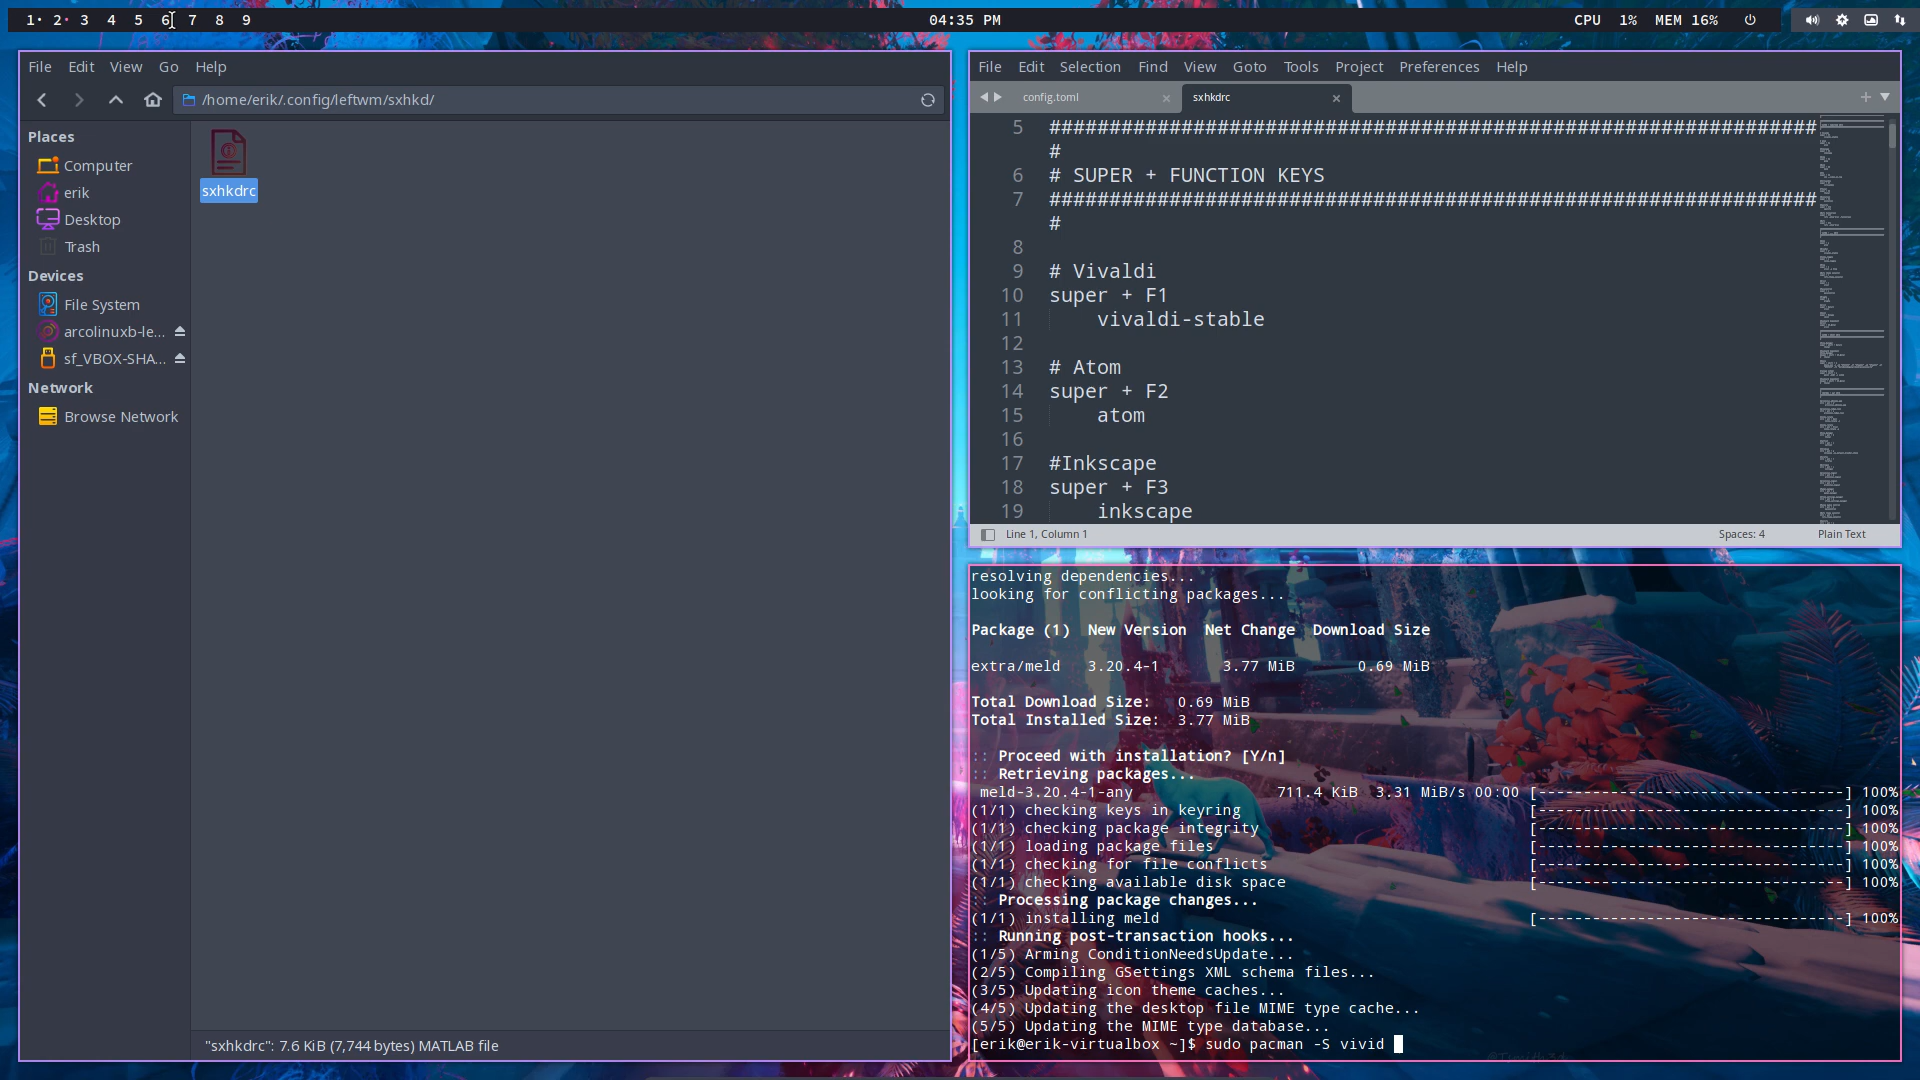 1· 2· 3 4 5 6 7 8 9
04:35 PM
CPU 1% MEM 16%
File Edit View Go Help
/home/erik/.config/leftwm/sxhkd/
Places
Computer
erik
Desktop
Trash
Devices
File System
arcolinuxb-le...
sf_VBOX-SHA...
Network
Browse Network
sxhkdrc
"sxhkdrc": 7.6 KiB (7,744 bytes) MATLAB file
File Edit Selection Find View Goto Tools Project Preferences Help
config.toml × sxhkdrc ×
5 ################################################################
#
6 # SUPER + FUNCTION KEYS
7 ################################################################
#
8
9 # Vivaldi
10 super + F1
11 vivaldi-stable
12
13 # Atom
14 super + F2
15 atom
16
17 #Inkscape
18 super + F3
19 inkscape
Line 1, Column 1 Spaces: 4 Plain Text
resolving dependencies...
looking for conflicting packages...
Package (1) New Version Net Change Download Size
extra/meld 3.20.4-1 3.77 MiB 0.69 MiB
Total Download Size: 0.69 MiB
Total Installed Size: 3.77 MiB
:: Proceed with installation? [Y/n]
:: Retrieving packages...
meld-3.20.4-1-any 711.4 KiB 3.31 MiB/s 00:00 [----------------------------------] 100%
(1/1) checking keys in keyring [----------------------------------] 100%
(1/1) checking package integrity [----------------------------------] 100%
(1/1) loading package files [----------------------------------] 100%
(1/1) checking for file conflicts [----------------------------------] 100%
(1/1) checking available disk space [----------------------------------] 100%
:: Processing package changes...
(1/1) installing meld [----------------------------------] 100%
:: Running post-transaction hooks...
(1/5) Arming ConditionNeedsUpdate...
(2/5) Compiling GSettings XML schema files...
(3/5) Updating icon theme caches...
(4/5) Updating the desktop file MIME type cache...
(5/5) Updating the MIME type database...
[erik@erik-virtualbox ~]$ sudo pacman -S vivid